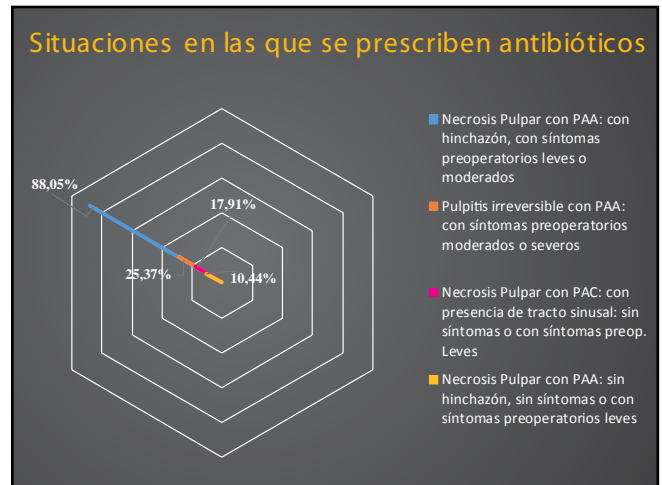 Situaciones en las que se prescriben antibióticos
88,05%
17,91%
25,37%
10,44%
Necrosis Pulpar con PAA: con
hinchazón, con síntomas
preoperatorios leves o
moderados
Pulpitis irreversible con PAA:
con síntomas preoperatorios
moderados o severos
Necrosis Pulpar con PAC: con
presencia de tracto sinusal: sin
síntomas o con síntomas preop.
Leves
Necrosis Pulpar con PAA: sin
hinchazón, sin síntomas o con
síntomas preoperatorios leves